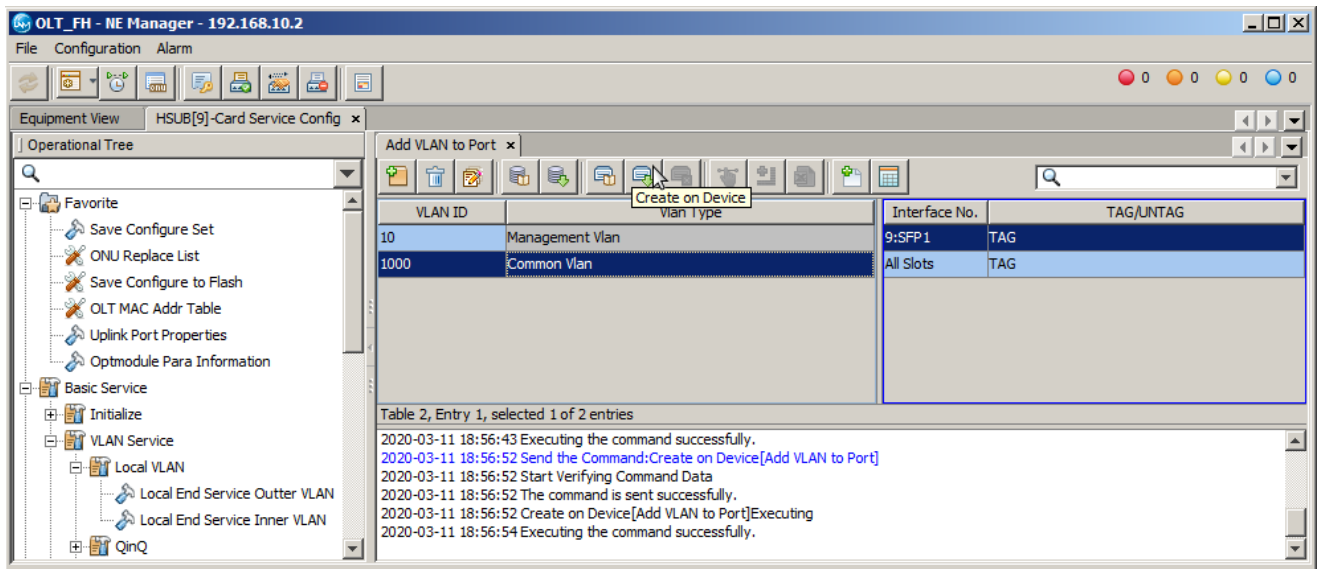 OLT_FH - NE Manager - 192.168.10.2
File Configuration Alarm
0 0 0 0
Equipment View HSUB[9]-Card Service Config
Operational Tree
Favorite
Save Configure Set
ONU Replace List
Save Configure to Flash
OLT MAC Addr Table
Uplink Port Properties
Optmodule Para Information
Basic Service
Initialize
VLAN Service
Local VLAN
Local End Service Outter VLAN
Local End Service Inner VLAN
QinQ
Add VLAN to Port
Create on Device
VLAN ID Vlan Type Interface No. TAG/UNTAG
10 Management Vlan 9:SFP1 TAG
1000 Common Vlan All Slots TAG
Table 2, Entry 1, selected 1 of 2 entries
2020-03-11 18:56:43 Executing the command successfully.
2020-03-11 18:56:52 Send the Command:Create on Device[Add VLAN to Port]
2020-03-11 18:56:52 Start Verifying Command Data
2020-03-11 18:56:52 The command is sent successfully.
2020-03-11 18:56:52 Create on Device[Add VLAN to Port]Executing
2020-03-11 18:56:54 Executing the command successfully.